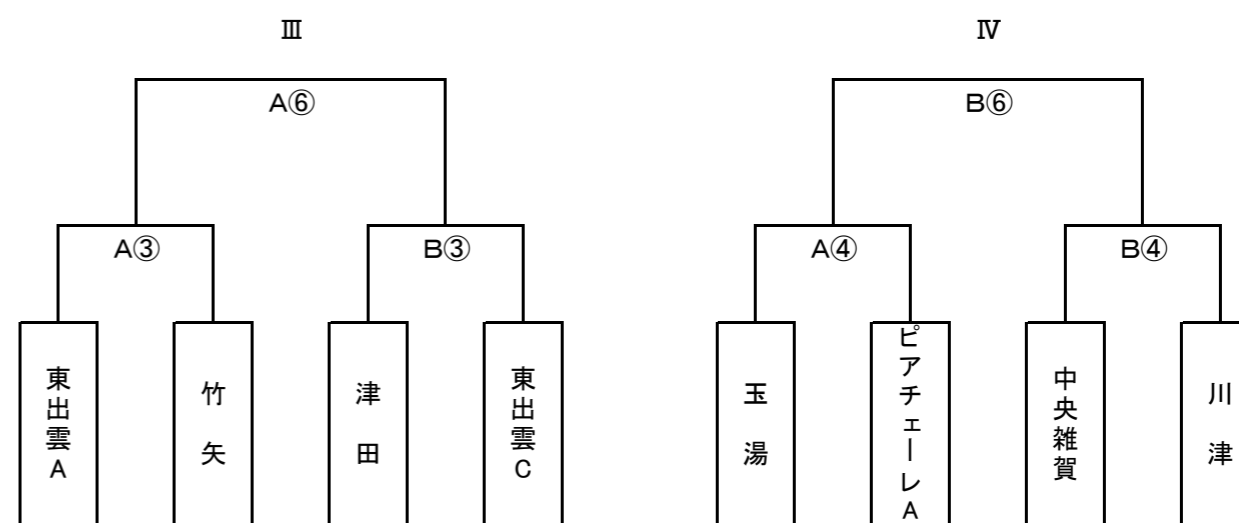 Ⅲ
Ⅳ
A⑥
B⑥
A③
B③
A④
B④
東出雲A
竹矢
津田
東出雲C
玉湯
ピアチェーレA
中央雑賀
川津